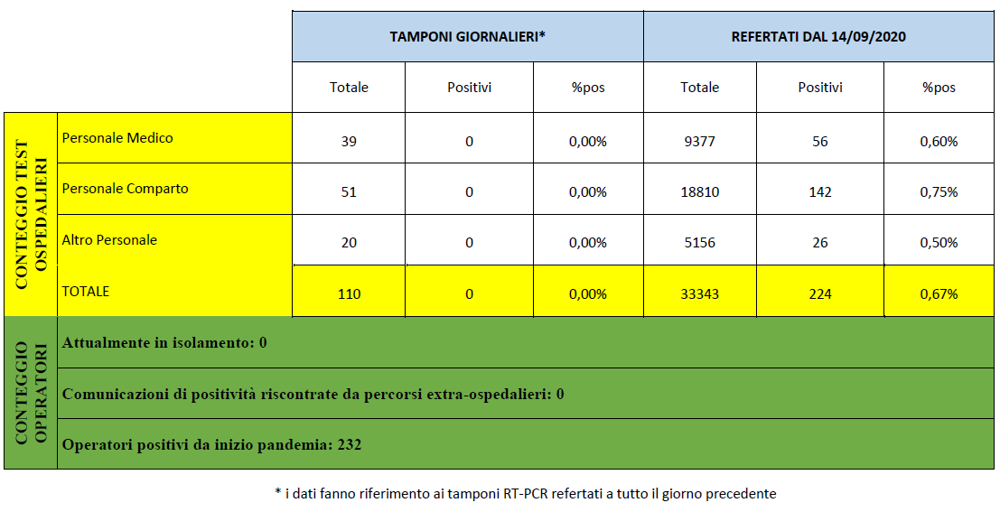 TAMPONI GIORNALIERI* REFERTATI DAL 14/09/2020
Totale Positivi %pos Totale Positivi %pos
CONTEGGIO TEST
OSPEDALIERI
Personale Medico 39 0 0,00% 9377 56 0,60%
Personale Comparto 51 0 0,00% 18810 142 0,75%
Altro Personale 20 0 0,00% 5156 26 0,50%
TOTALE 110 0 0,00% 33343 224 0,67%
CONTEGGIO
OPERATORI
Attualmente in isolamento: 0
Comunicazioni di positività riscontrate da percorsi extra-ospedalieri: 0
Operatori positivi da inizio pandemia: 232
* i dati fanno riferimento ai tamponi RT-PCR refertati a tutto il giorno precedente